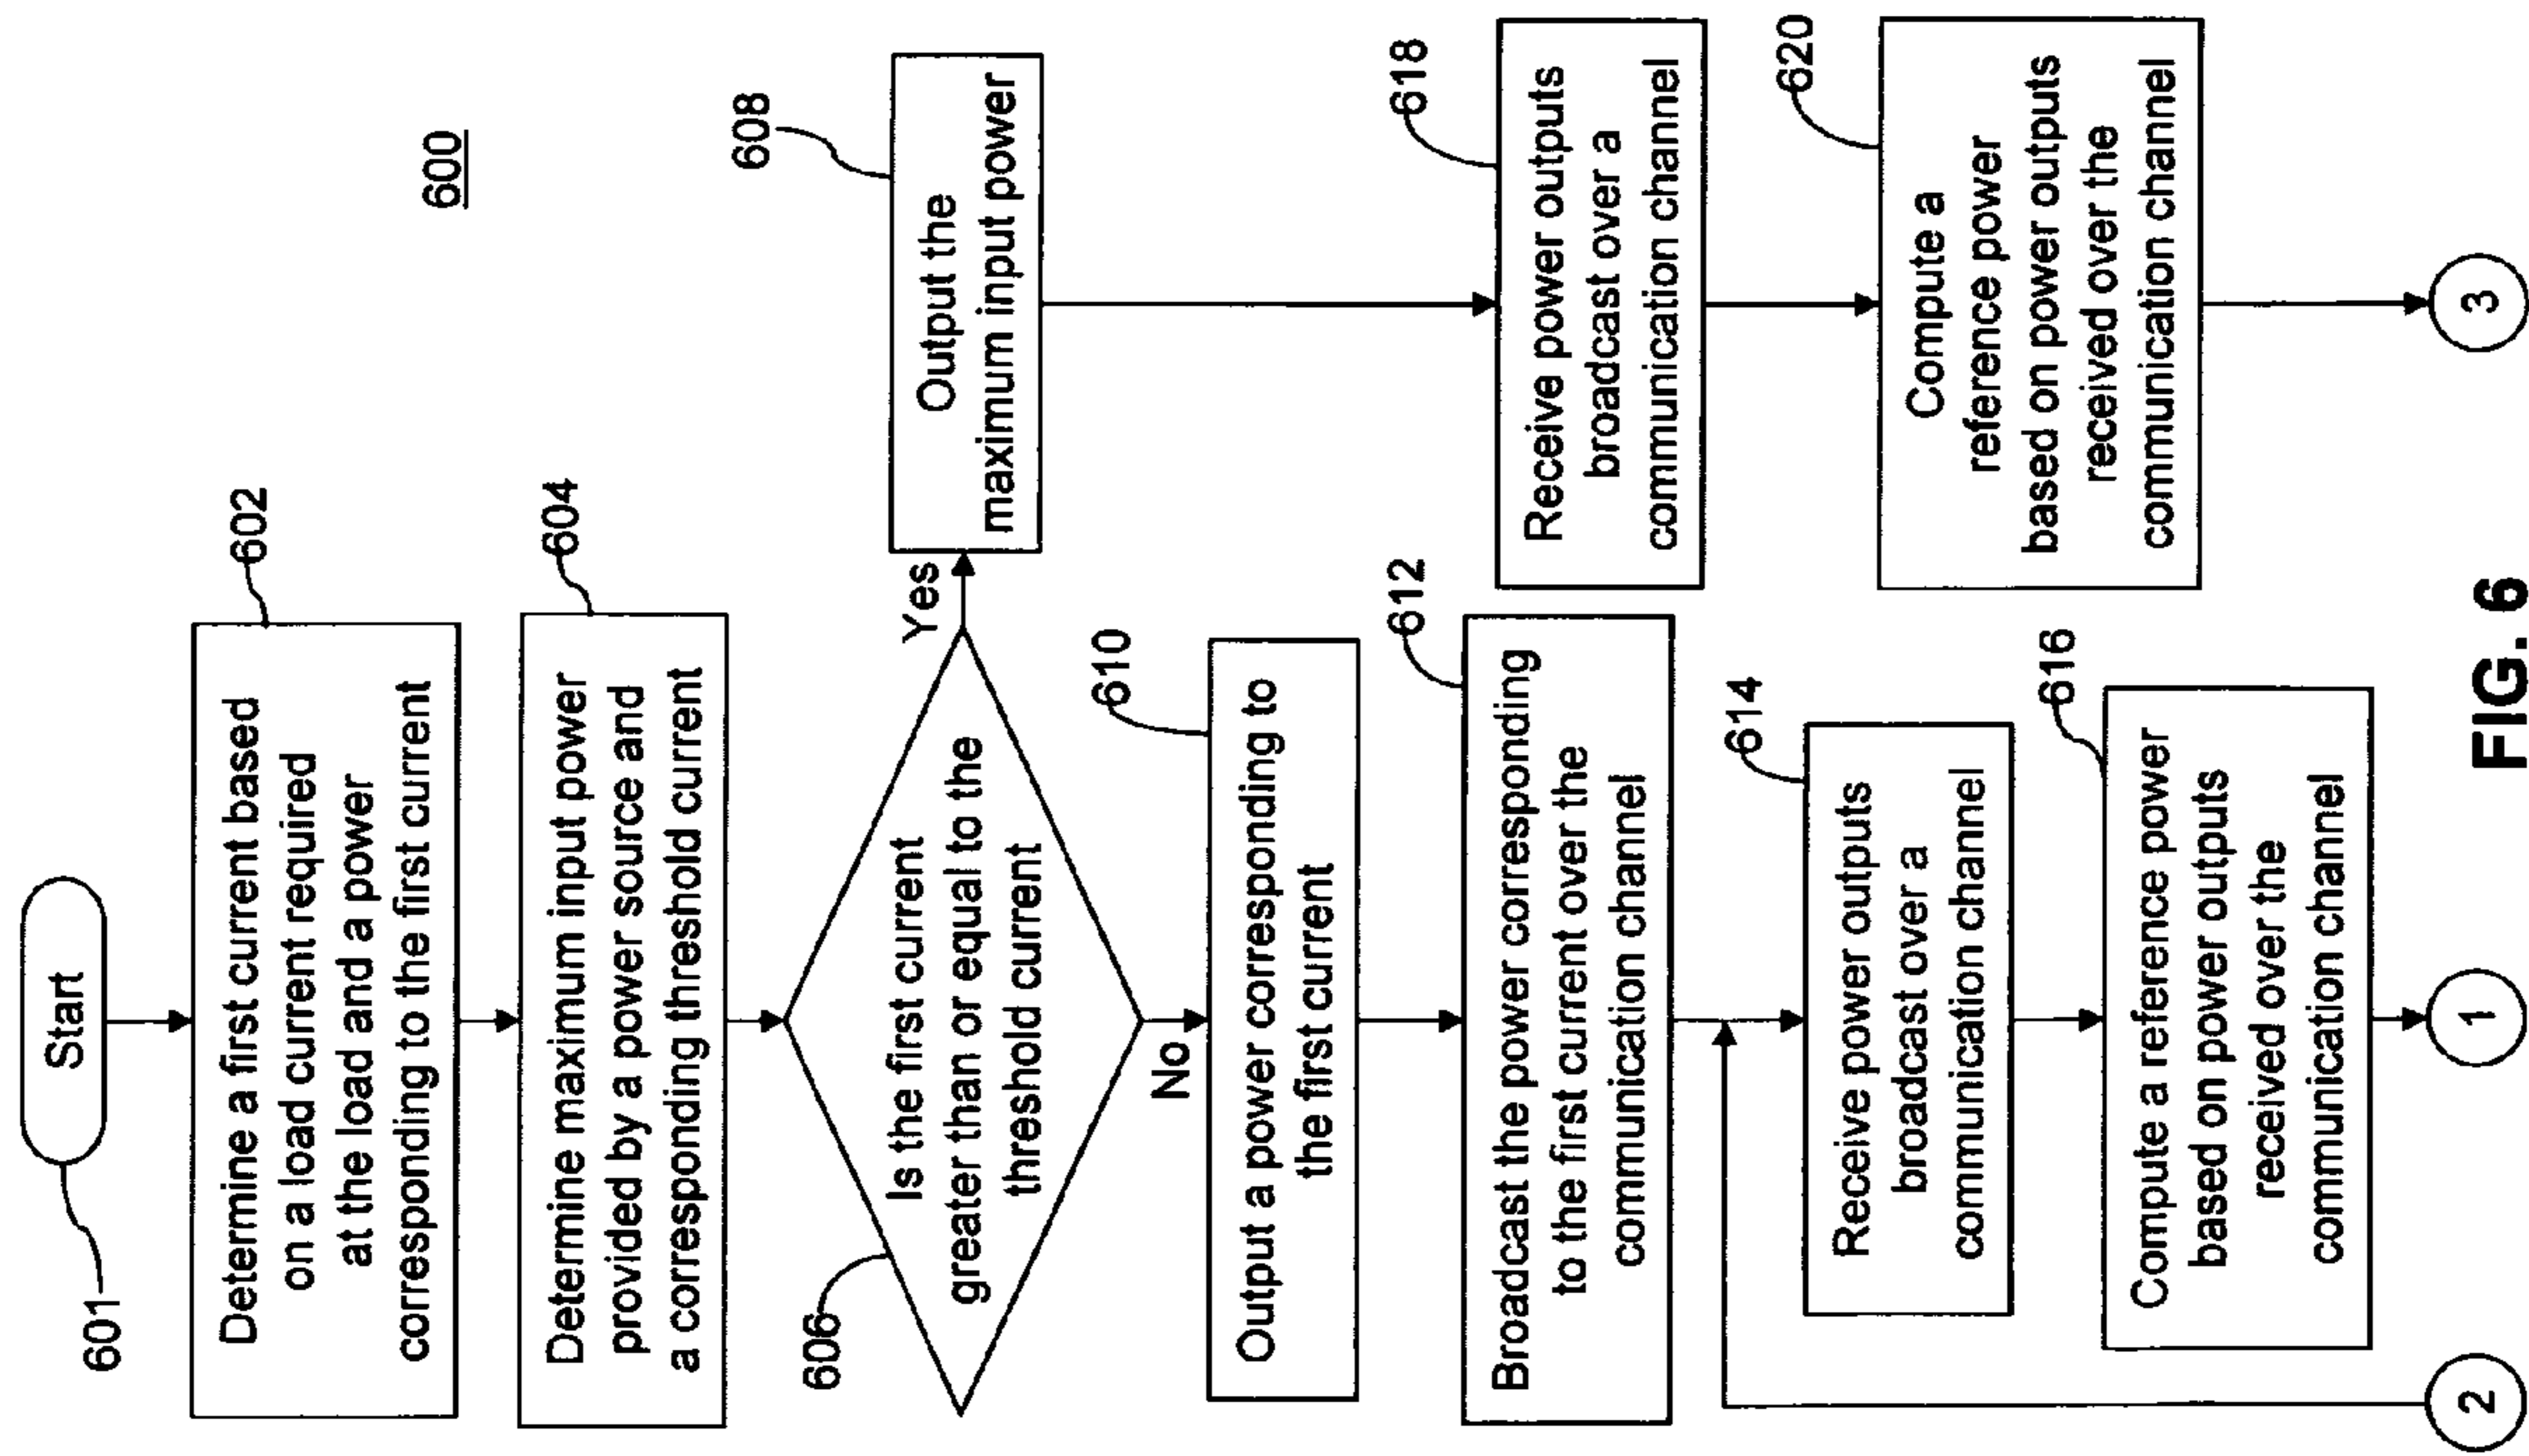 600
Start
601
602
Determine a first current based
on a load current required
at the load and a power
corresponding to the first current
604
Determine maximum input power
provided by a power source and
a corresponding threshold current
606
Is the first current
greater than or equal to the
threshold current
Yes
608
Output the
maximum input power
No
610
Output a power corresponding to
the first current
612
Broadcast the power corresponding
to the first current over the
communication channel
614
Receive power outputs
broadcast over a
communication channel
616
Compute a reference power
based on power outputs
received over the
communication channel
618
Receive power outputs
broadcast over a
communication channel
620
Compute a
reference power
based on power outputs
received over the
communication channel
2
1
3
FIG. 6